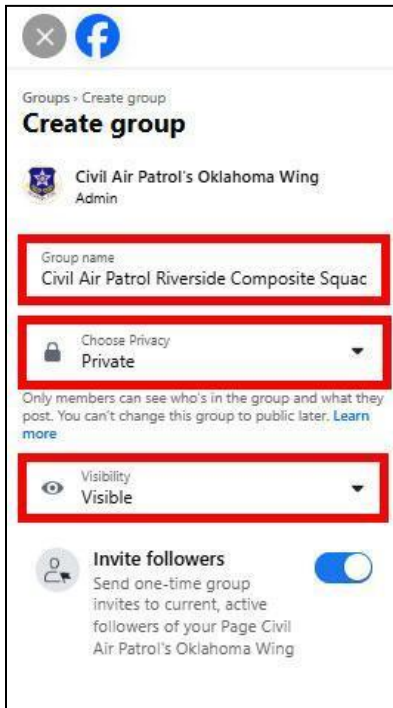 Groups › Create group
Create group
Civil Air Patrol's Oklahoma Wing
Admin
Group name
Civil Air Patrol Riverside Composite Squac
Choose Privacy
Private
Only members can see who's in the group and what they
post. You can't change this group to public later. Learn
more
Visibility
Visible
Invite followers
Send one-time group
invites to current, active
followers of your Page Civil
Air Patrol's Oklahoma Wing